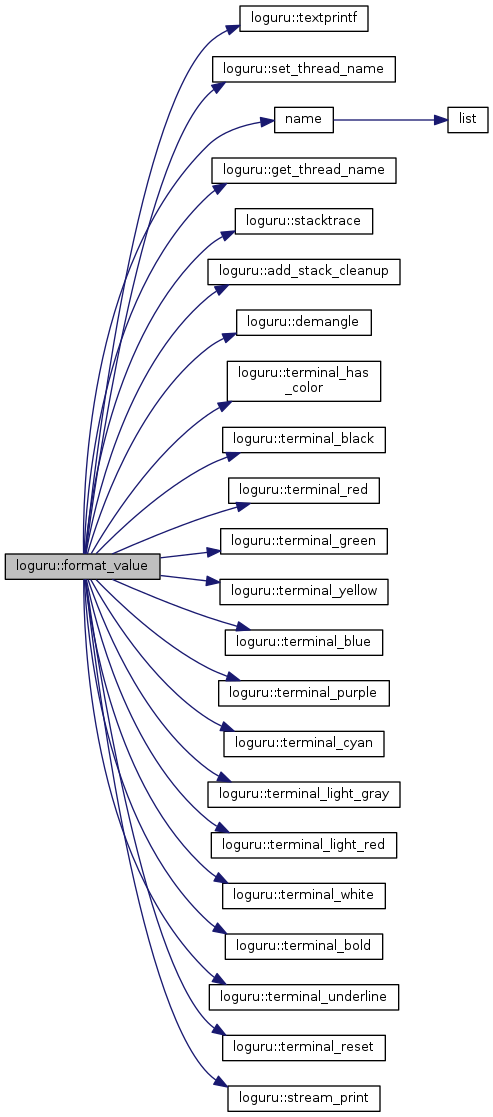 loguru::textprintf
loguru::set_thread_name
name
list
loguru::get_thread_name
loguru::stacktrace
loguru::add_stack_cleanup
loguru::demangle
loguru::terminal_has
_color
loguru::terminal_black
loguru::terminal_red
loguru::terminal_green
loguru::format_value
loguru::terminal_yellow
loguru::terminal_blue
loguru::terminal_purple
loguru::terminal_cyan
loguru::terminal_light_gray
loguru::terminal_light_red
loguru::terminal_white
loguru::terminal_bold
loguru::terminal_underline
loguru::terminal_reset
loguru::stream_print